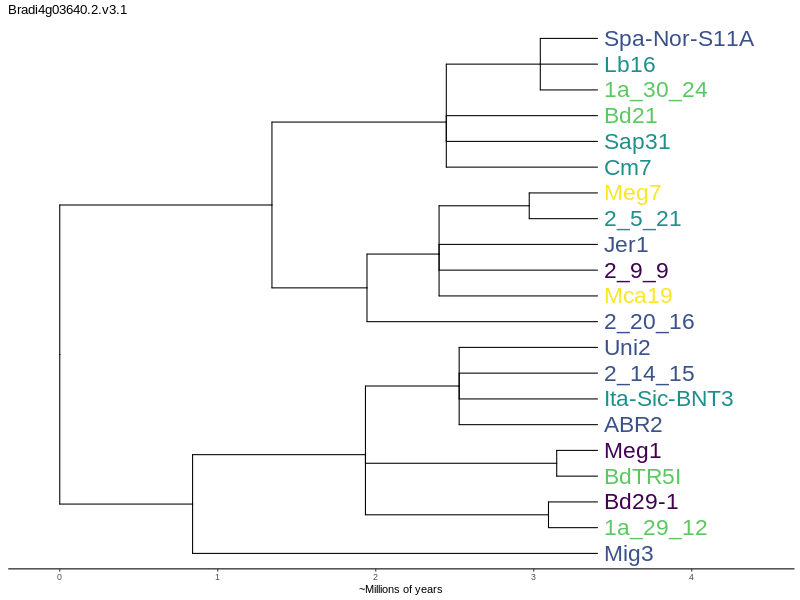 Bradi4g03640.2.v3.1
Spa-Nor-S11A
Lb16
1a_30_24
Bd21
Sap31
Cm7
Meg7
2_5_21
Jer1
2_9_9
Mca19
2_20_16
Uni2
2_14_15
Ita-Sic-BNT3
ABR2
Meg1
BdTR5I
Bd29-1
1a_29_12
Mig3
0 1 2 3 4
~Millions of years